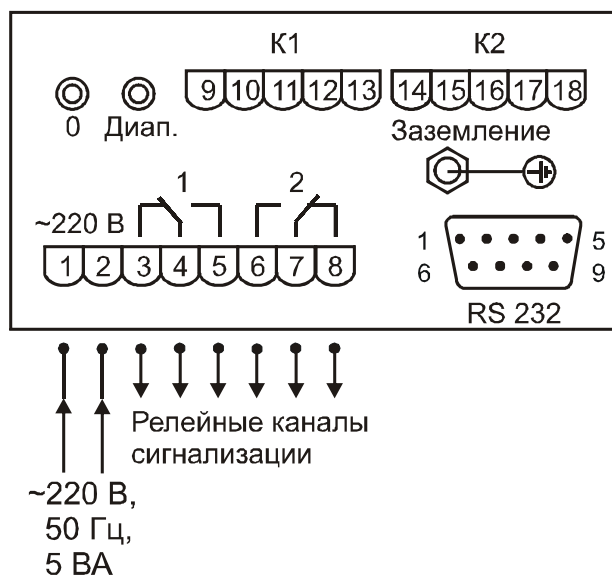 К1 К2
9 10 11 12 13 14 15 16 17 18
0 Диап. Заземление
1 2
~220 В
1 2 3 4 5 6 7 8
1 5
6 9
RS 232
Релейные каналы
сигнализации
~220 В,
50 Гц,
5 ВА